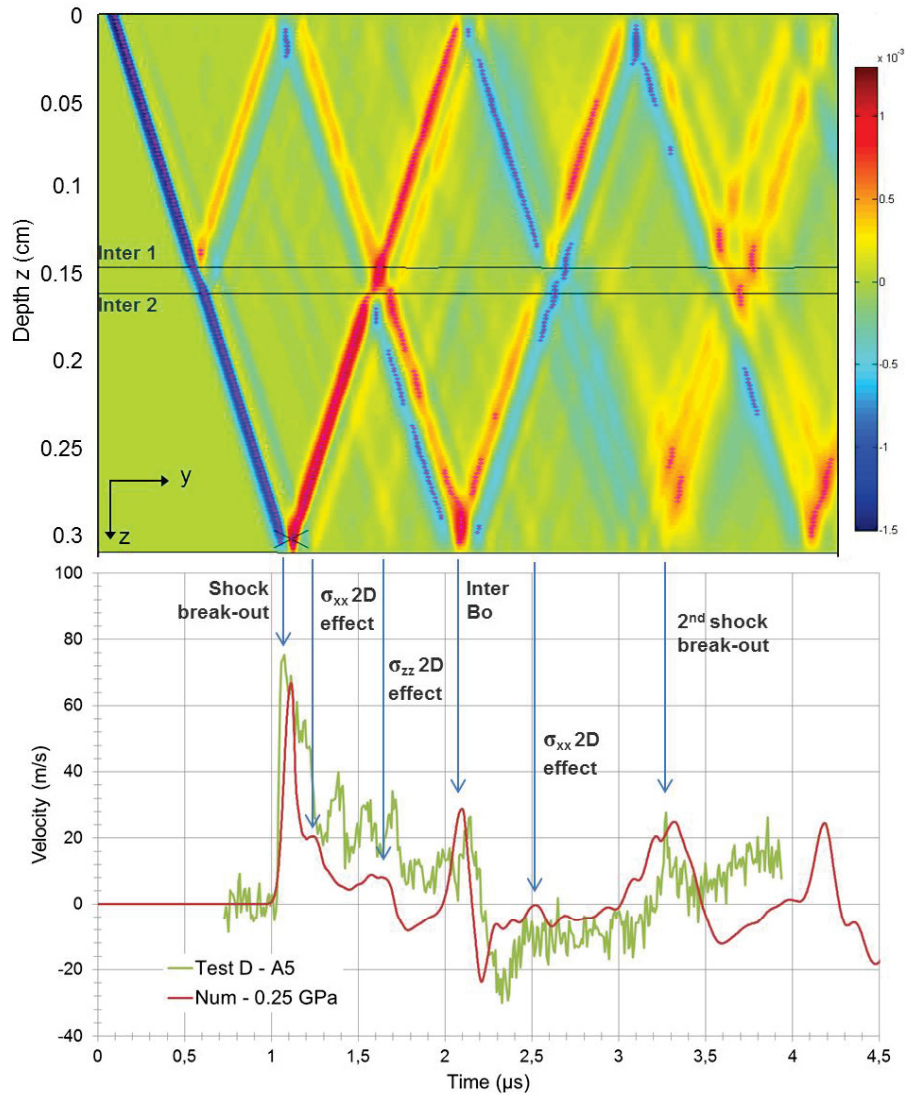 0
0.05
0.1
0.15
0.2
0.25
0.3
Depth z (cm)
Inter 1
Inter 2
y
z
x 10⁻³
1
0.5
0
-0.5
-1
-1.5
Shock
break-out
σxx 2D
effect
σzz 2D
effect
Inter
Bo
σxx 2D
effect
2nd shock
break-out
100
80
60
40
20
0
-20
-40
Velocity (m/s)
Test D - A5
Num - 0.25 GPa
0
0,5
1
1,5
2
2,5
3
3,5
4
4,5
Time (µs)